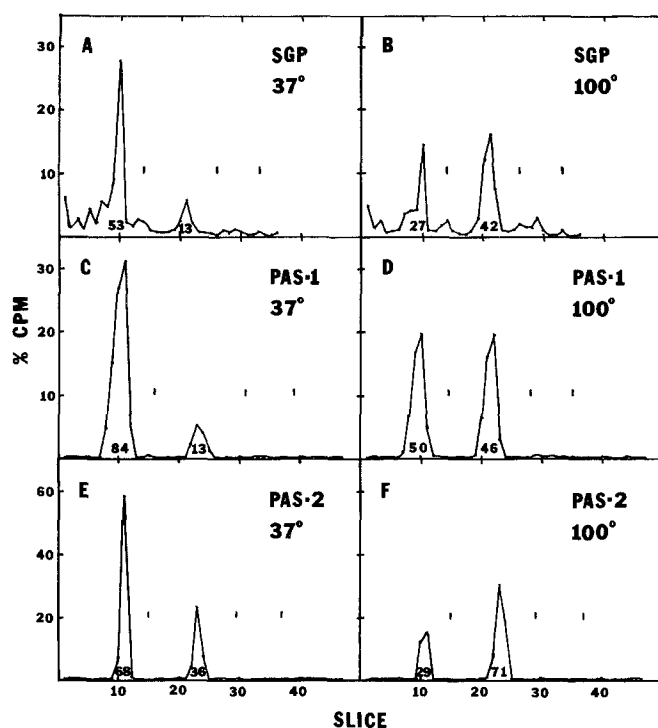 A SGP 37°
B SGP 100°
30
20
10
53 13
27 42
C PAS·1 37°
D PAS·1 100°
30
20
10
84 13
50 46
% CPM
E PAS·2 37°
F PAS·2 100°
60
40
20
68 36
29 71
10 20 30 40
10 20 30 40
SLICE